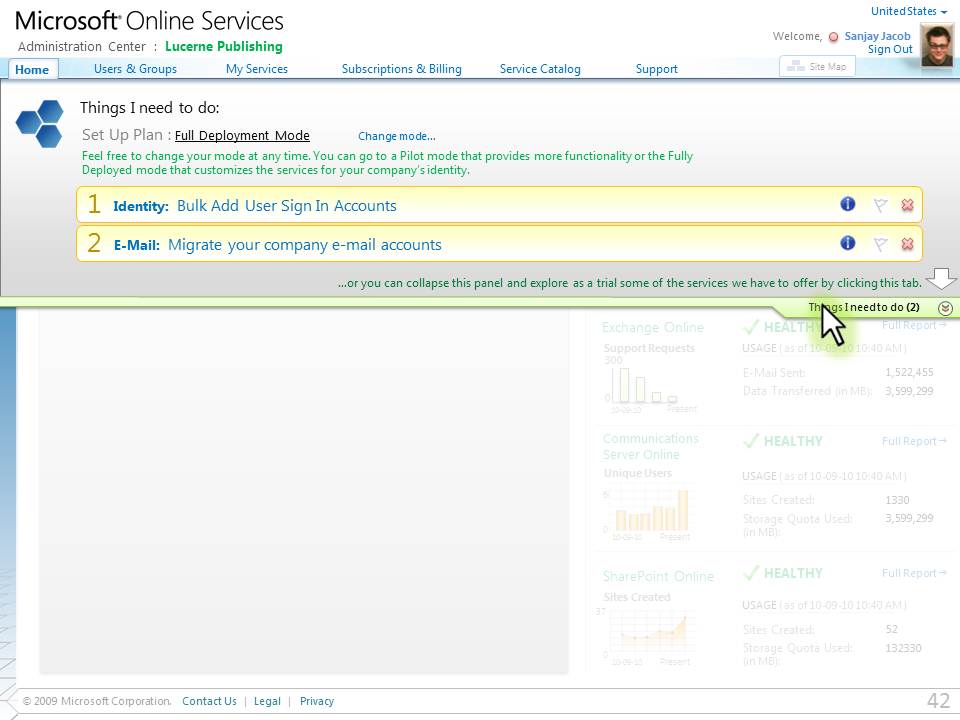 Microsoft® Online Services
United States
Administration Center : Lucerne Publishing
Welcome, Sanjay Jacob
Sign Out
Home Users & Groups My Services Subscriptions & Billing Service Catalog Support Site Map
Things I need to do:
Set Up Plan : Full Deployment Mode Change mode...
Feel free to change your mode at any time. You can go to a Pilot mode that provides more functionality or the Fully
Deployed mode that customizes the services for your company's identity.
1 Identity: Bulk Add User Sign In Accounts
2 E-Mail: Migrate your company e-mail accounts
...or you can collapse this panel and explore as a trial some of the services we have to offer by clicking this tab.
Things I need to do (2)
Exchange Online HEALTHY Full Report→
Support Requests USAGE ( as of 10-09-10 10:40 AM )
300
E-Mail Sent: 1,522,455
Data Transferred (in MB): 3,599,299
0
10-09-10 Present
Communications
Server Online
HEALTHY Full Report→
Unique Users USAGE ( as of 10-09-10 10:40 AM )
6
Sites Created: 1330
Storage Quota Used:
(in MB):
3,599,299
0
10-09-10 Present
SharePoint Online HEALTHY Full Report→
Sites Created USAGE ( as of 10-09-10 10:40 AM )
37
Sites Created: 52
Storage Quota Used:
(in MB):
132330
0
10-09-10 Present
© 2009 Microsoft Corporation. Contact Us | Legal | Privacy
42